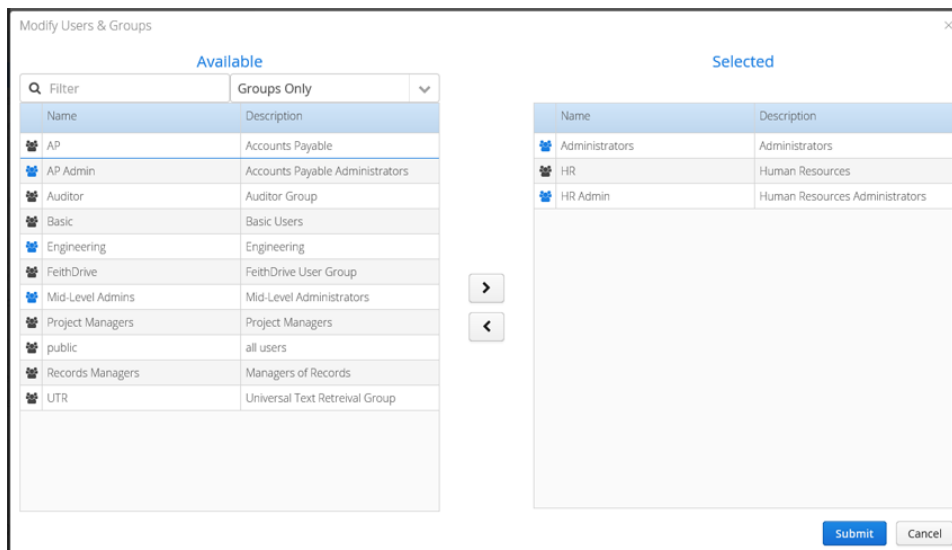 Modify Users & Groups
Available
Selected
Filter Groups Only
Name Description
AP Accounts Payable
AP Admin Accounts Payable Administrators
Auditor Auditor Group
Basic Basic Users
Engineering Engineering
FeithDrive FeithDrive User Group
Mid-Level Admins Mid-Level Administrators
Project Managers Project Managers
public all users
Records Managers Managers of Records
UTR Universal Text Retreival Group
Name Description
Administrators Administrators
HR Human Resources
HR Admin Human Resources Administrators
Submit Cancel